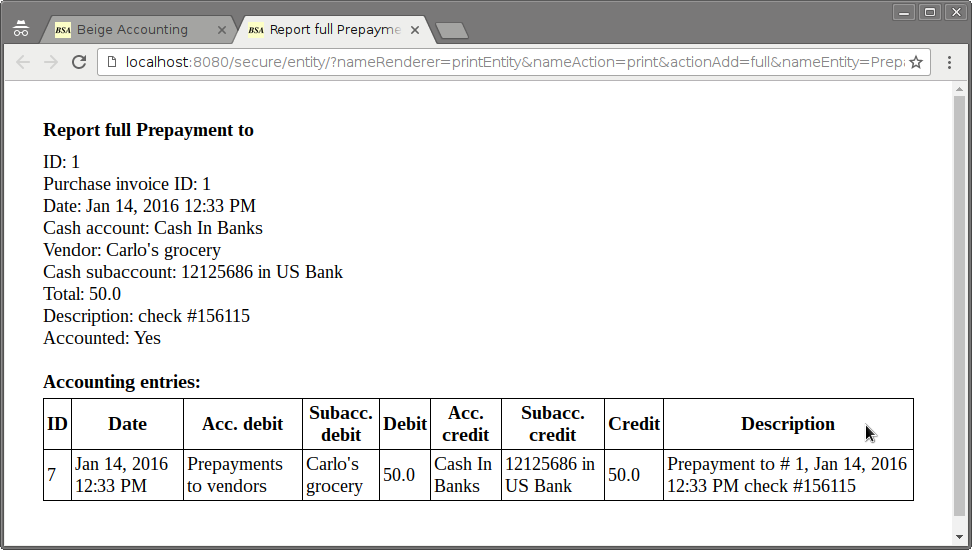 BSA Beige Accounting
BSA Report full Prepayme
localhost:8080/secure/entity/?nameRenderer=printEntity&nameAction=print&actionAdd=full&nameEntity=Prepa
Report full Prepayment to
ID: 1
Purchase invoice ID: 1
Date: Jan 14, 2016 12:33 PM
Cash account: Cash In Banks
Vendor: Carlo's grocery
Cash subaccount: 12125686 in US Bank
Total: 50.0
Description: check #156115
Accounted: Yes
Accounting entries:
ID Date Acc. debit Subacc. debit Debit Acc. credit Subacc. credit Credit Description
7 Jan 14, 2016 12:33 PM Prepayments to vendors Carlo's grocery 50.0 Cash In Banks 12125686 in US Bank 50.0 Prepayment to # 1, Jan 14, 2016 12:33 PM check #156115